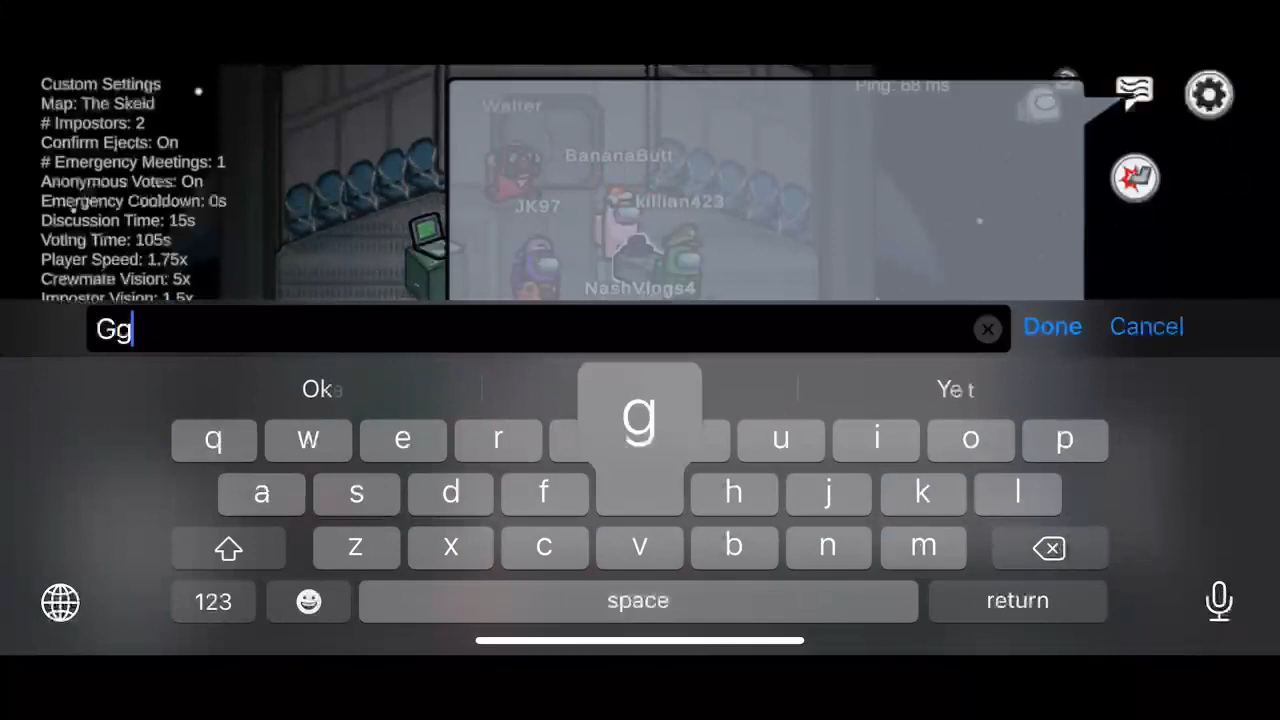 Custom Settings
Map: The Skeld
# Impostors: 2
Confirm Ejects: On
# Emergency Meetings: 1
Anonymous Votes: On
Emergency Cooldown: 0s
Discussion Time: 15s
Voting Time: 105s
Player Speed: 1.75x
Crewmate Vision: 5x
Impostor Vision: 1.5x
Ping: 68 ms
Walter
BananaButt
JK97
killian423
NashVlogs4
Gg
Done
Cancel
Ok
g
q w e r u i o p
a s d f h j k l
z x c v b n m
123
space
return